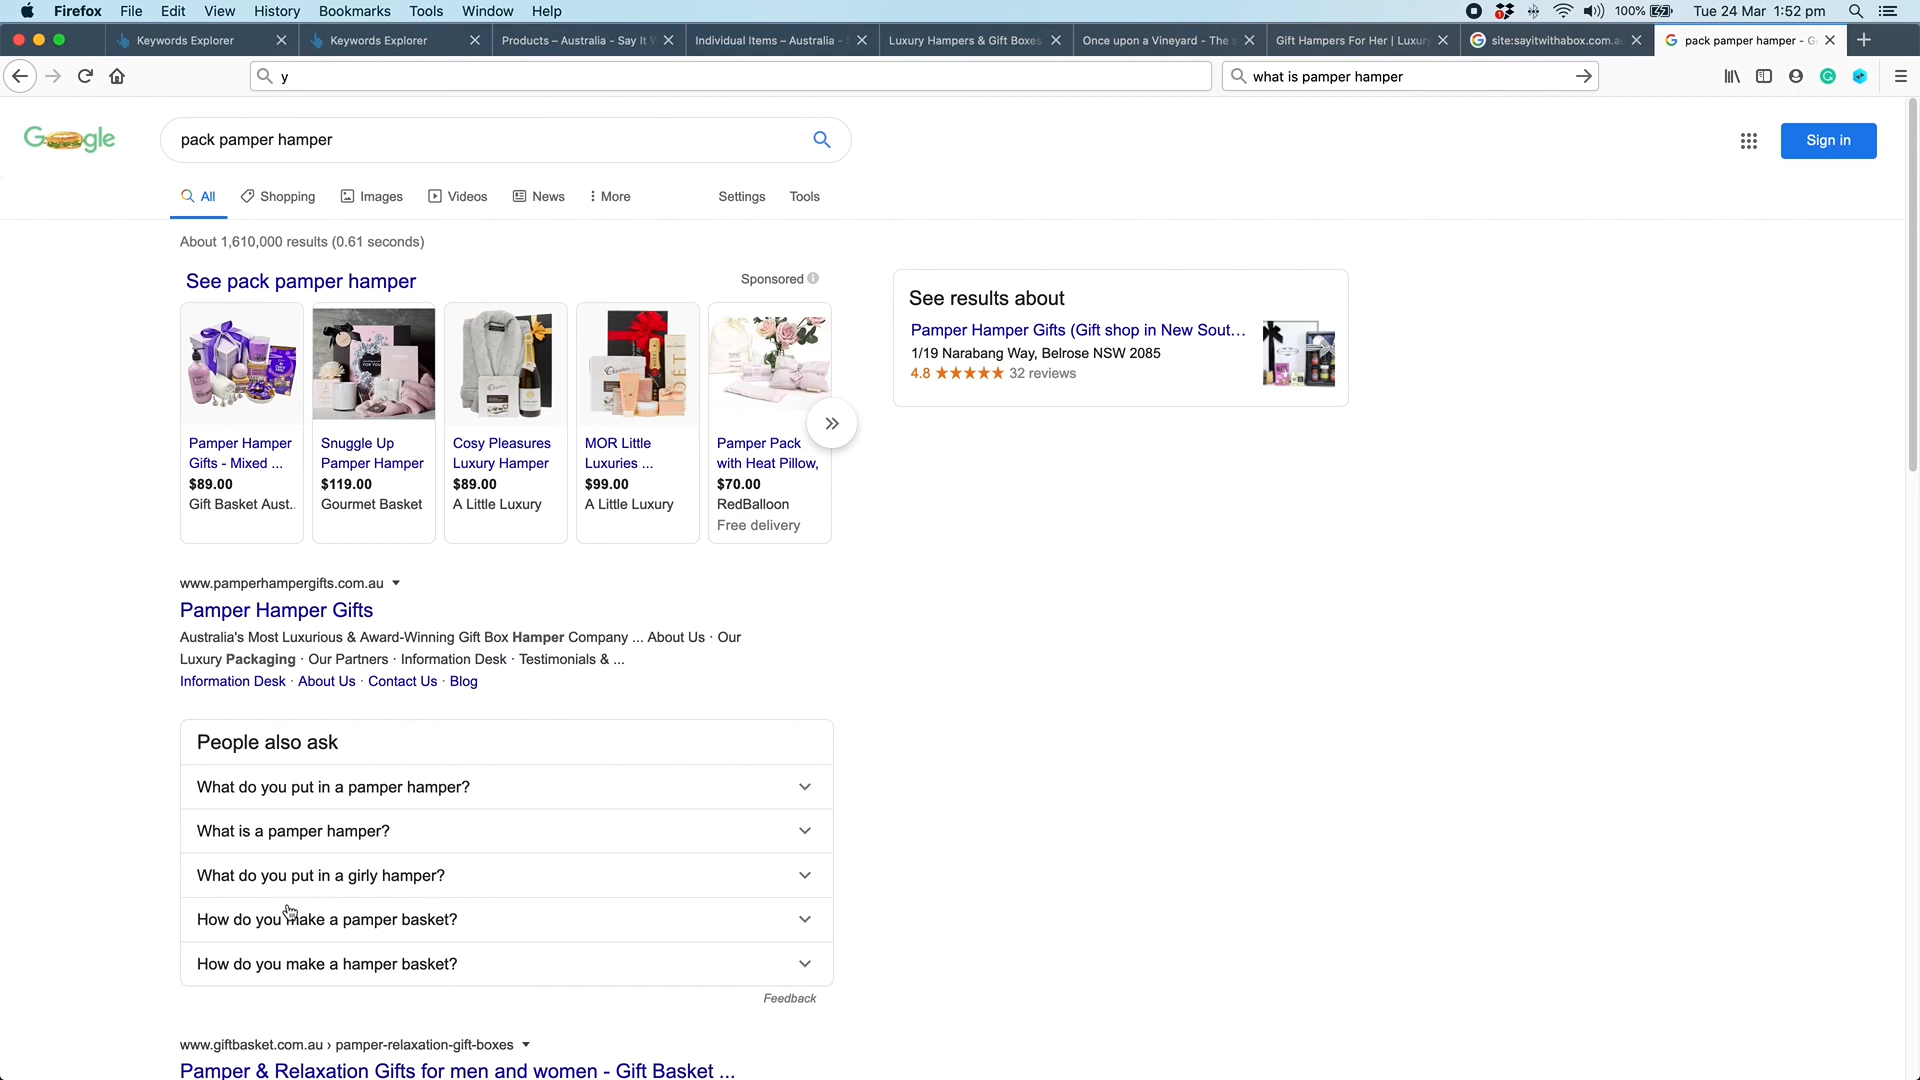 Firefox File Edit View History Bookmarks Tools Window Help
100% Tue 24 Mar 1:52 pm
Keywords Explorer
Keywords Explorer
Products – Australia - Say It W
Individual Items – Australia - S
Luxury Hampers & Gift Boxes
Once upon a Vineyard - The s
Gift Hampers For Her | Luxury
site:sayitwithabox.com.a
pack pamper hamper - G
y
what is pamper hamper
Google
pack pamper hamper
Sign in
All
Shopping
Images
Videos
News
More
Settings
Tools
About 1,610,000 results (0.61 seconds)
See pack pamper hamper
Sponsored
Pamper Hamper
Gifts - Mixed ...
$89.00
Gift Basket Aust..
Snuggle Up
Pamper Hamper
$119.00
Gourmet Basket
Cosy Pleasures
Luxury Hamper
$89.00
A Little Luxury
MOR Little
Luxuries ...
$99.00
A Little Luxury
Pamper Pack
with Heat Pillow,
$70.00
RedBalloon
Free delivery
See results about
Pamper Hamper Gifts (Gift shop in New Sout...
1/19 Narabang Way, Belrose NSW 2085
4.8 ★★★★★ 32 reviews
www.pamperhampergifts.com.au
Pamper Hamper Gifts
Australia's Most Luxurious & Award-Winning Gift Box Hamper Company ... About Us · Our
Luxury Packaging · Our Partners · Information Desk · Testimonials & ...
Information Desk · About Us · Contact Us · Blog
People also ask
What do you put in a pamper hamper?
What is a pamper hamper?
What do you put in a girly hamper?
How do you make a pamper basket?
How do you make a hamper basket?
Feedback
www.giftbasket.com.au › pamper-relaxation-gift-boxes
Pamper & Relaxation Gifts for men and women - Gift Basket ...